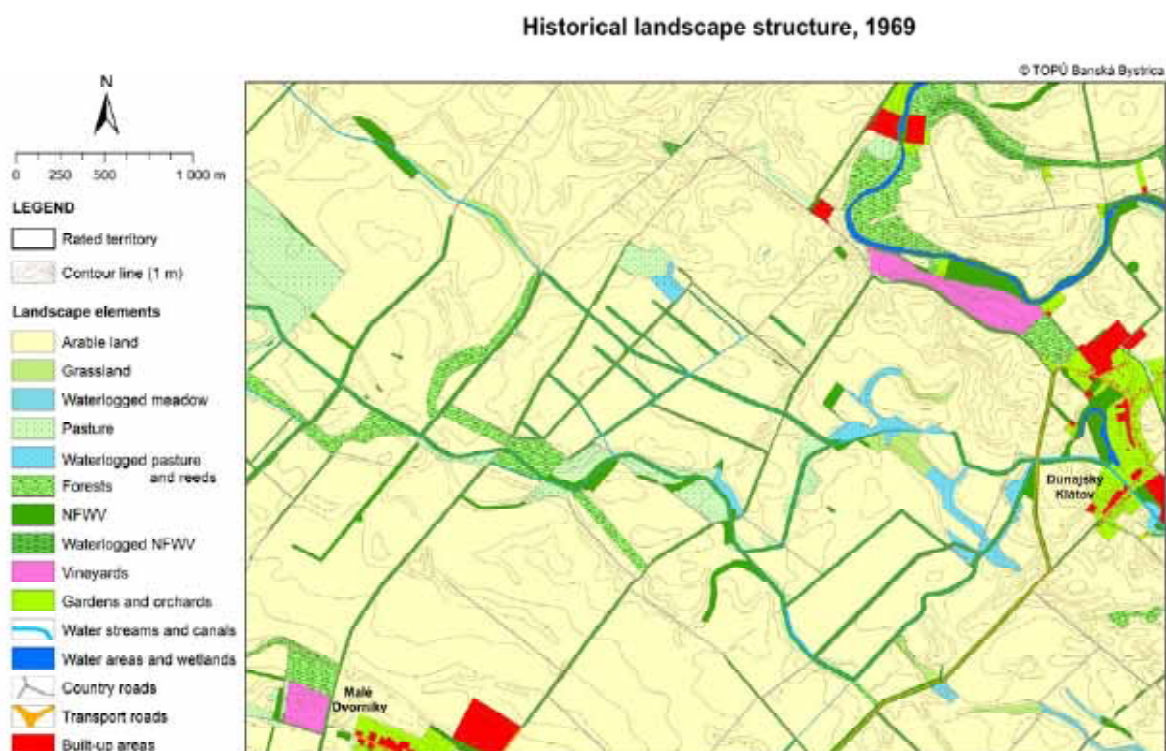 Historical landscape structure, 1969
© TOPÚ Banská Bystrica
N
0 250 500 1 000 m
LEGEND
Rated territory
Contour line (1 m)
Landscape elements
Arable land
Grassland
Waterlogged meadow
Pasture
Waterlogged pasture
and reeds
Forests
NFWV
Waterlogged NFWV
Vineyards
Gardens and orchards
Water streams and canals
Water areas and wetlands
Country roads
Transport roads
Built-up areas
Dunajský
Klátov
Malé
Dvorníky